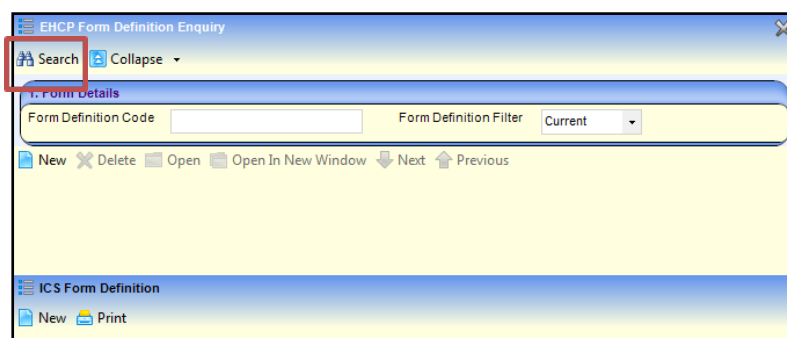 EHCP Form Definition Enquiry
Search Collapse
1. Form Details
Form Definition Code Form Definition Filter Current
New Delete Open Open In New Window Next Previous
ICS Form Definition
New Print